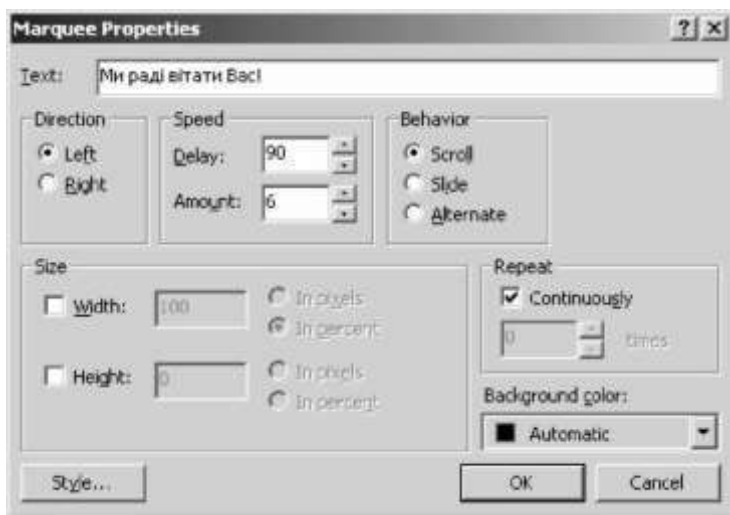 Marquee Properties
Text: Ми раді вітати Вас!
Direction
Left
Right
Speed
Delay: 90
Amount: 6
Behavior
Scroll
Slide
Alternate
Size
Width: 100
In pixels
In percent
Height: 0
In pixels
In percent
Repeat
Continuously
0 times
Background color:
Automatic
Style...
OK
Cancel